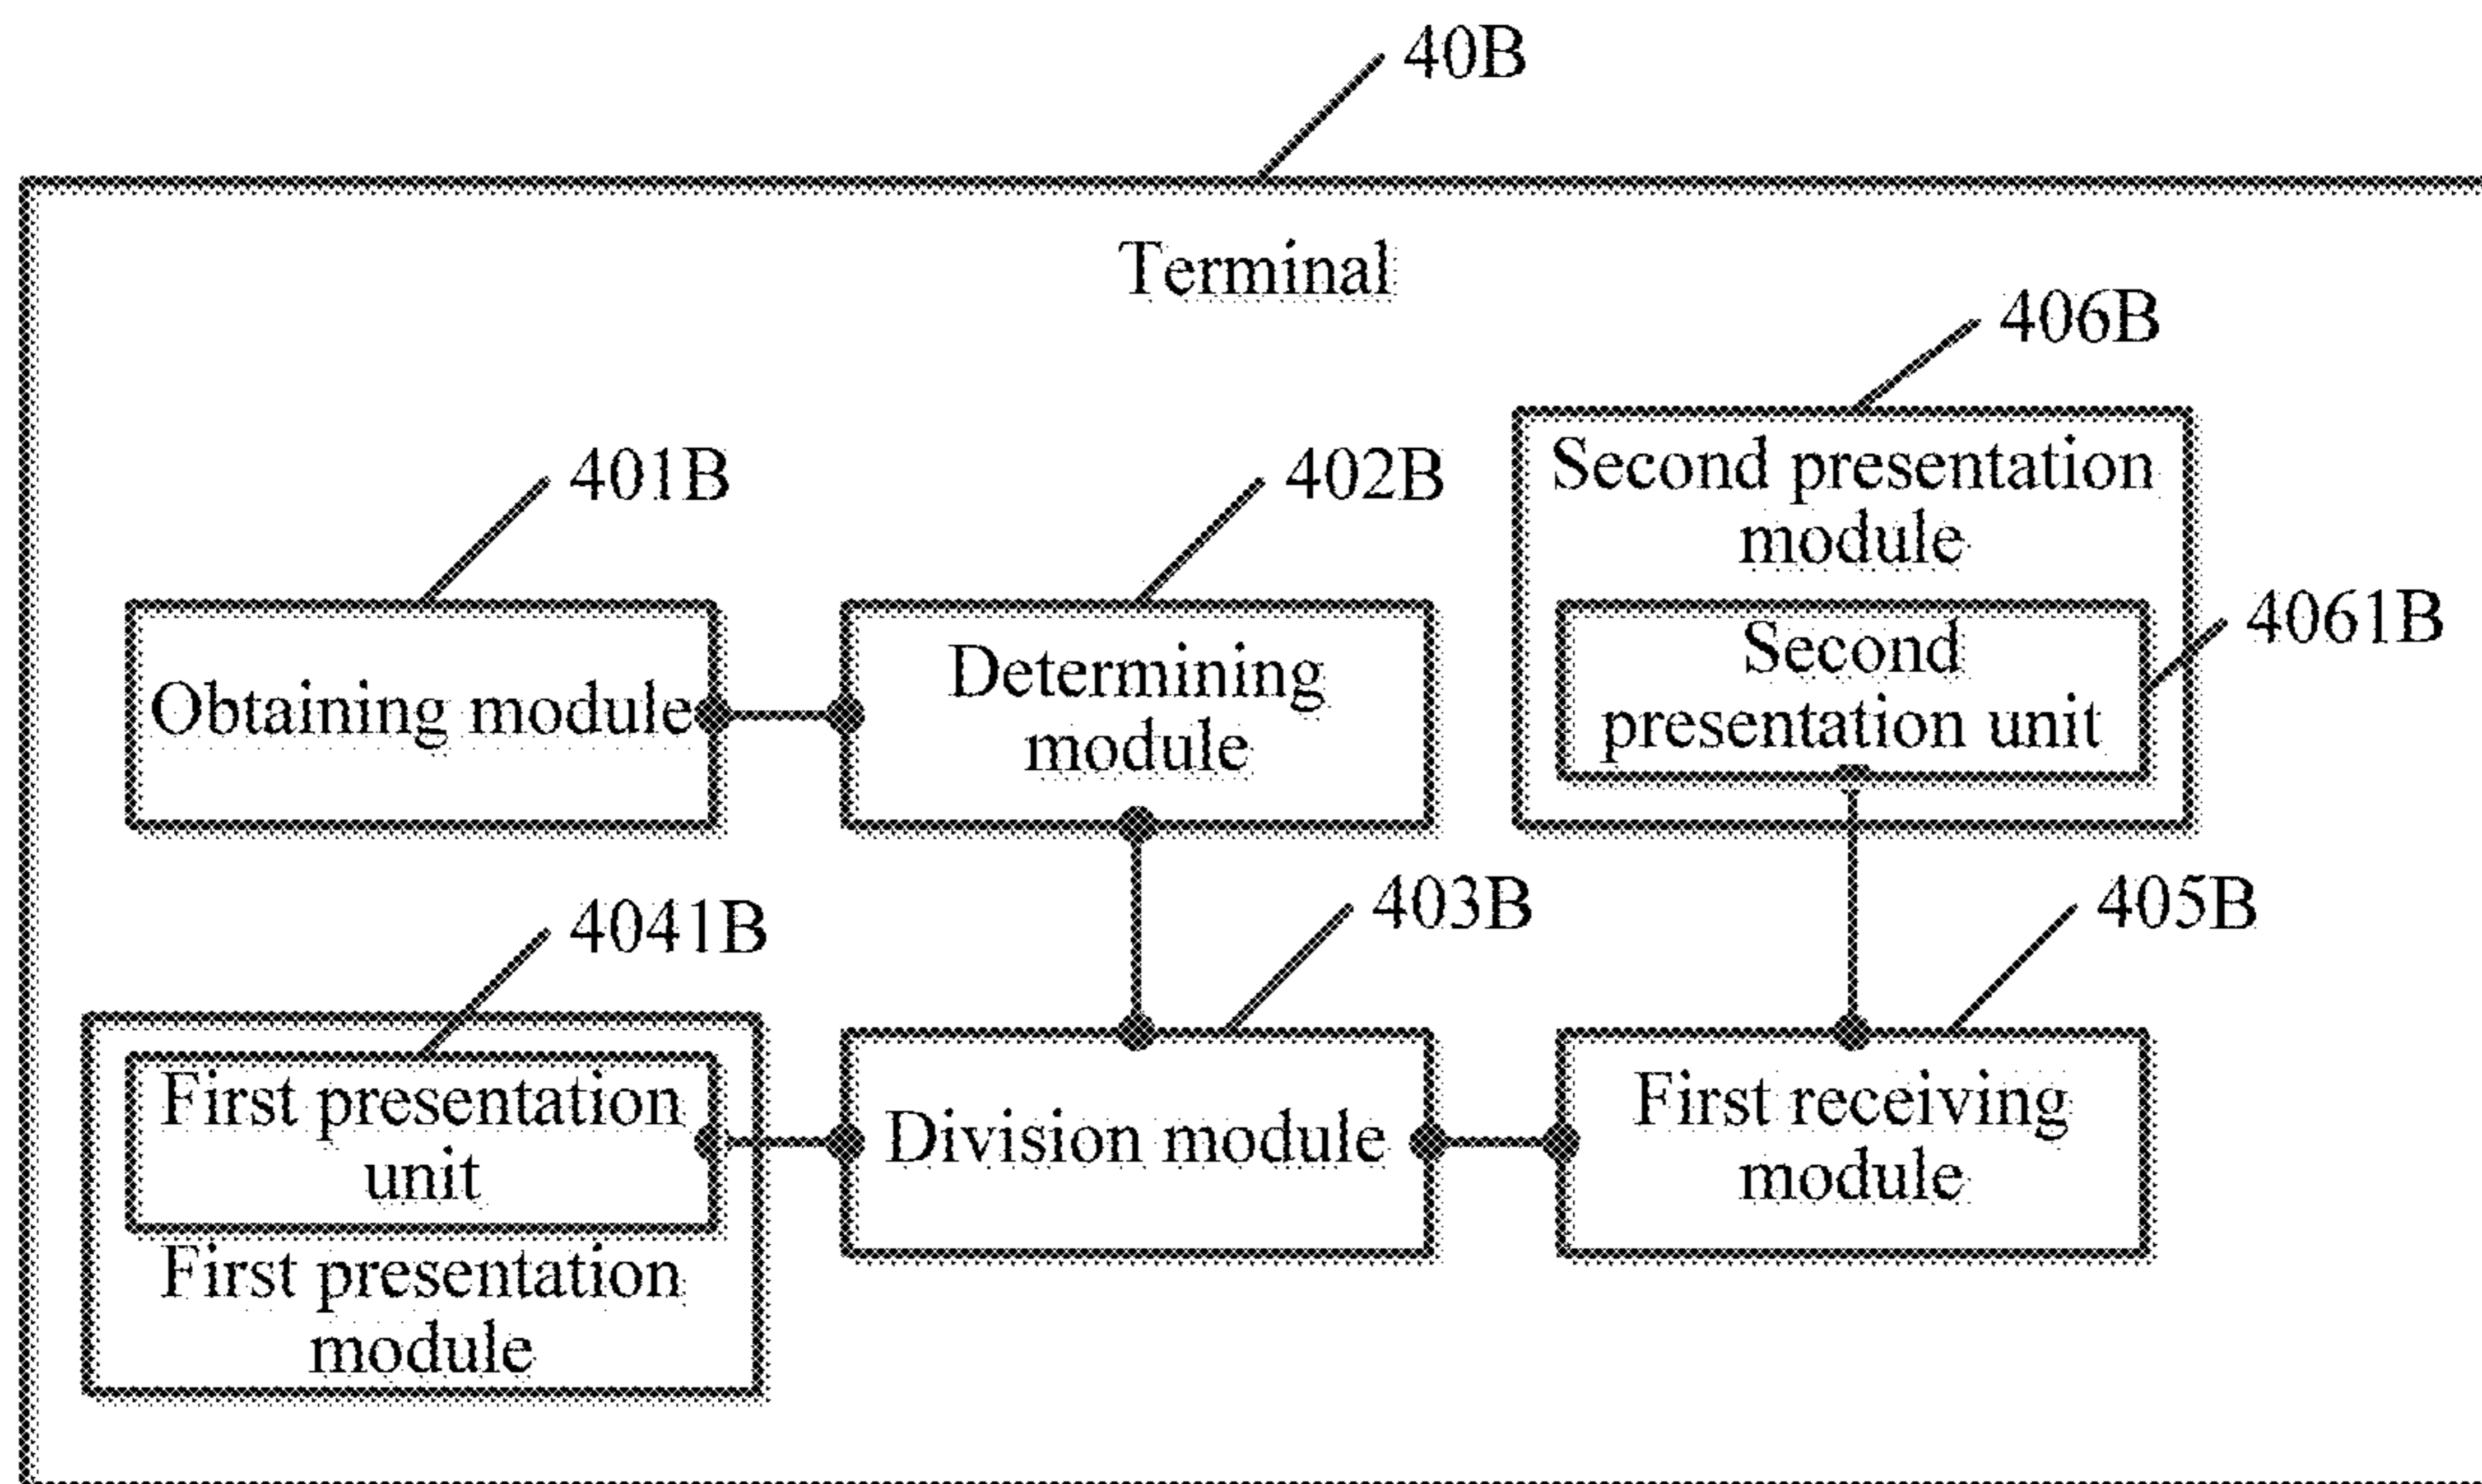 40B
Terminal
406B
Second presentation
module
401B
402B
Second
presentation unit
4061B
Obtaining module
Determining
module
4041B
403B
405B
First presentation
unit
First presentation
module
Division module
First receiving
module